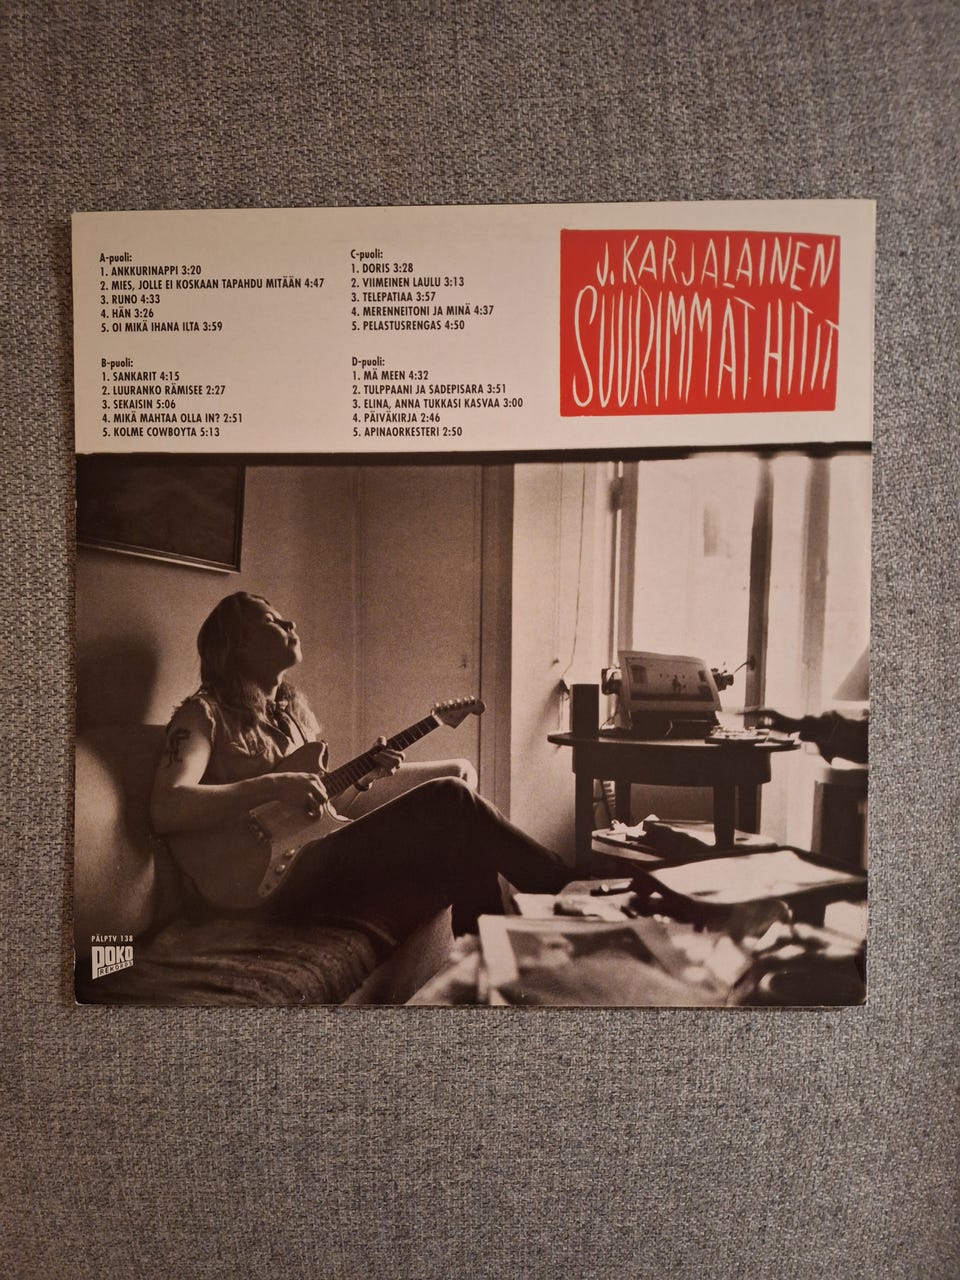 A-puoli:
1. ANKKURINAPPI 3:20
2. MIES, JOLLE EI KOSKAAN TAPAHDU MITÄÄN 4:47
3. RUNO 4:33
4. HÄN 3:26
5. OI MIKÄ IHANA ILTA 3:59
B-puoli:
1. SANKARIT 4:15
2. LUURANKO RÄMISEE 2:27
3. SEKAISIN 5:06
4. MIKÄ MAHTAA OLLA IN? 2:51
5. KOLME COWBOYTA 5:13
C-puoli:
1. DORIS 3:28
2. VIIMEINEN LAULU 3:13
3. TELEPATIAA 3:57
4. MERENNEITONI JA MINÄ 4:37
5. PELASTUSRENGAS 4:50
D-puoli:
1. MÄ MEEN 4:32
2. TULPPAANI JA SADEPISARA 3:51
3. ELINA, ANNA TUKKASI KASVAA 3:00
4. PÄIVÄKIRJA 2:46
5. APINAORKESTERI 2:50
J. KARJALAINEN
SUURIMMAT HITIT
PÄLPTV 138
POKO
REKORDS